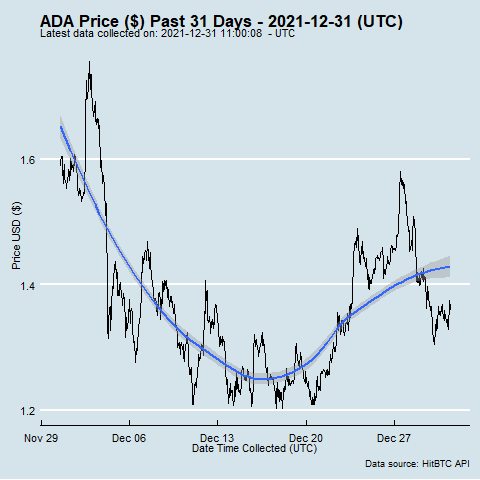 ADA Price ($) Past 31 Days - 2021-12-31 (UTC)
Latest data collected on: 2021-12-31 11:00:08 - UTC
Price USD ($)
1.6
1.4
1.2
Nov 29 Dec 06 Dec 13 Dec 20 Dec 27
Date Time Collected (UTC)
Data source: HitBTC API